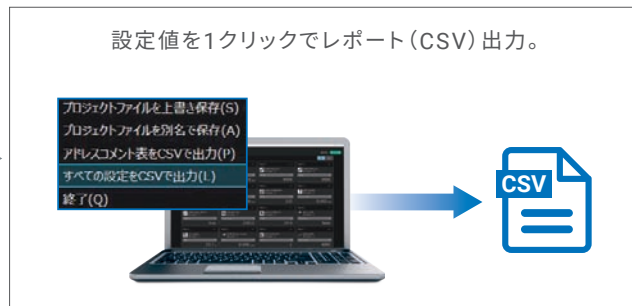 設定値を1クリックでレポート（CSV）出力。
プロジェクトファイルを上書き保存(S)
プロジェクトファイルを別名で保存(A)
アドレスコメント表をCSVで出力(P)
すべての設定をCSVで出力(L)
終了(Q)
CSV